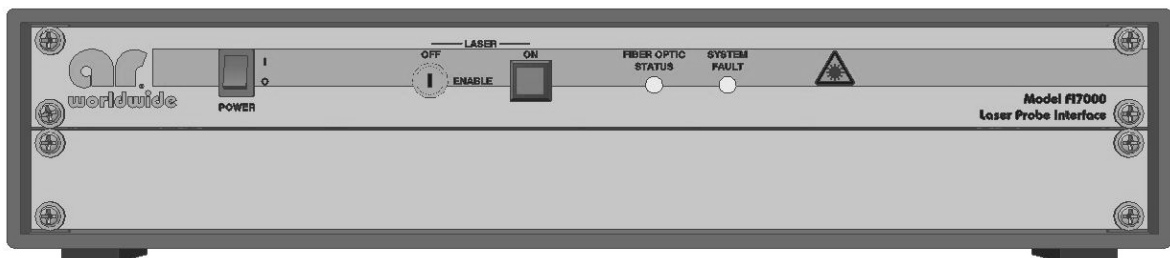 ar
worldwide
POWER
I
O
LASER
OFF
ENABLE
ON
FIBER OPTIC
STATUS
SYSTEM
FAULT
Model FI7000
Laser Probe Interface